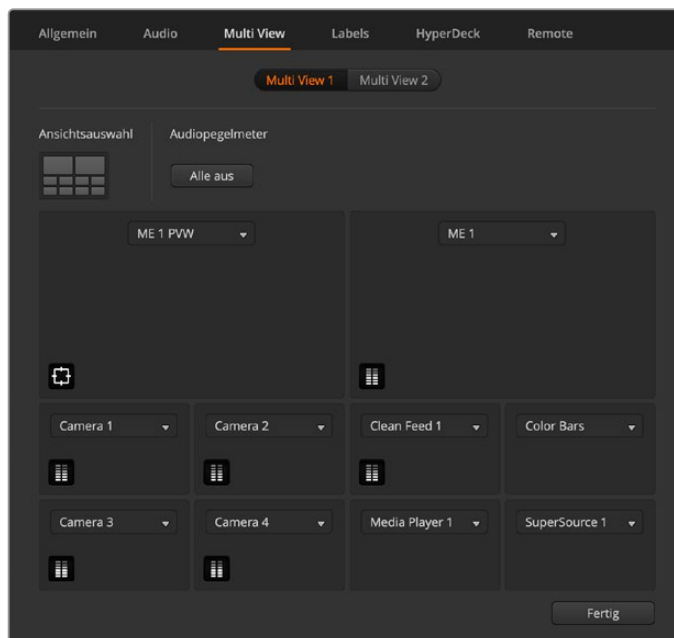 Allgemein Audio Multi View Labels HyperDeck Remote
Multi View 1 Multi View 2
Ansichtsauswahl Audiopegelmeter
Alle aus
ME 1 PVW ME 1
Camera 1 Camera 2 Clean Feed 1 Color Bars
Camera 3 Camera 4 Media Player 1 SuperSource 1
Fertig